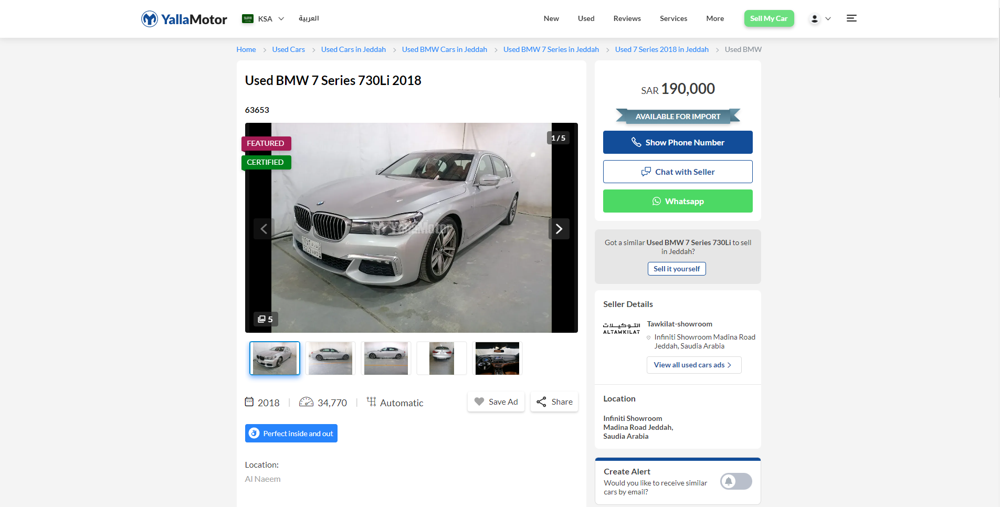 YallaMotor
KSA
العربية
New
Used
Reviews
Services
More
Sell My Car
Home > Used Cars > Used Cars in Jeddah > Used BMW Cars in Jeddah > Used BMW 7 Series in Jeddah > Used 7 Series 2018 in Jeddah > Used BMW
Used BMW 7 Series 730Li 2018
63653
FEATURED
CERTIFIED
1 / 5
YallaMotor
5
2018 | 34,770 | Automatic
Save Ad
Share
Perfect inside and out
Location:
Al Naeem
SAR 190,000
AVAILABLE FOR IMPORT
Show Phone Number
Chat with Seller
Whatsapp
Got a similar Used BMW 7 Series 730Li to sell
in Jeddah?
Sell it yourself
Seller Details
التوكيلات
ALTAWKILAT
Tawkilat-showroom
Infiniti Showroom Madina Road
Jeddah, Saudia Arabia
View all used cars ads >
Location
Infiniti Showroom
Madina Road Jeddah,
Saudia Arabia
Create Alert
Would you like to receive similar
cars by email?